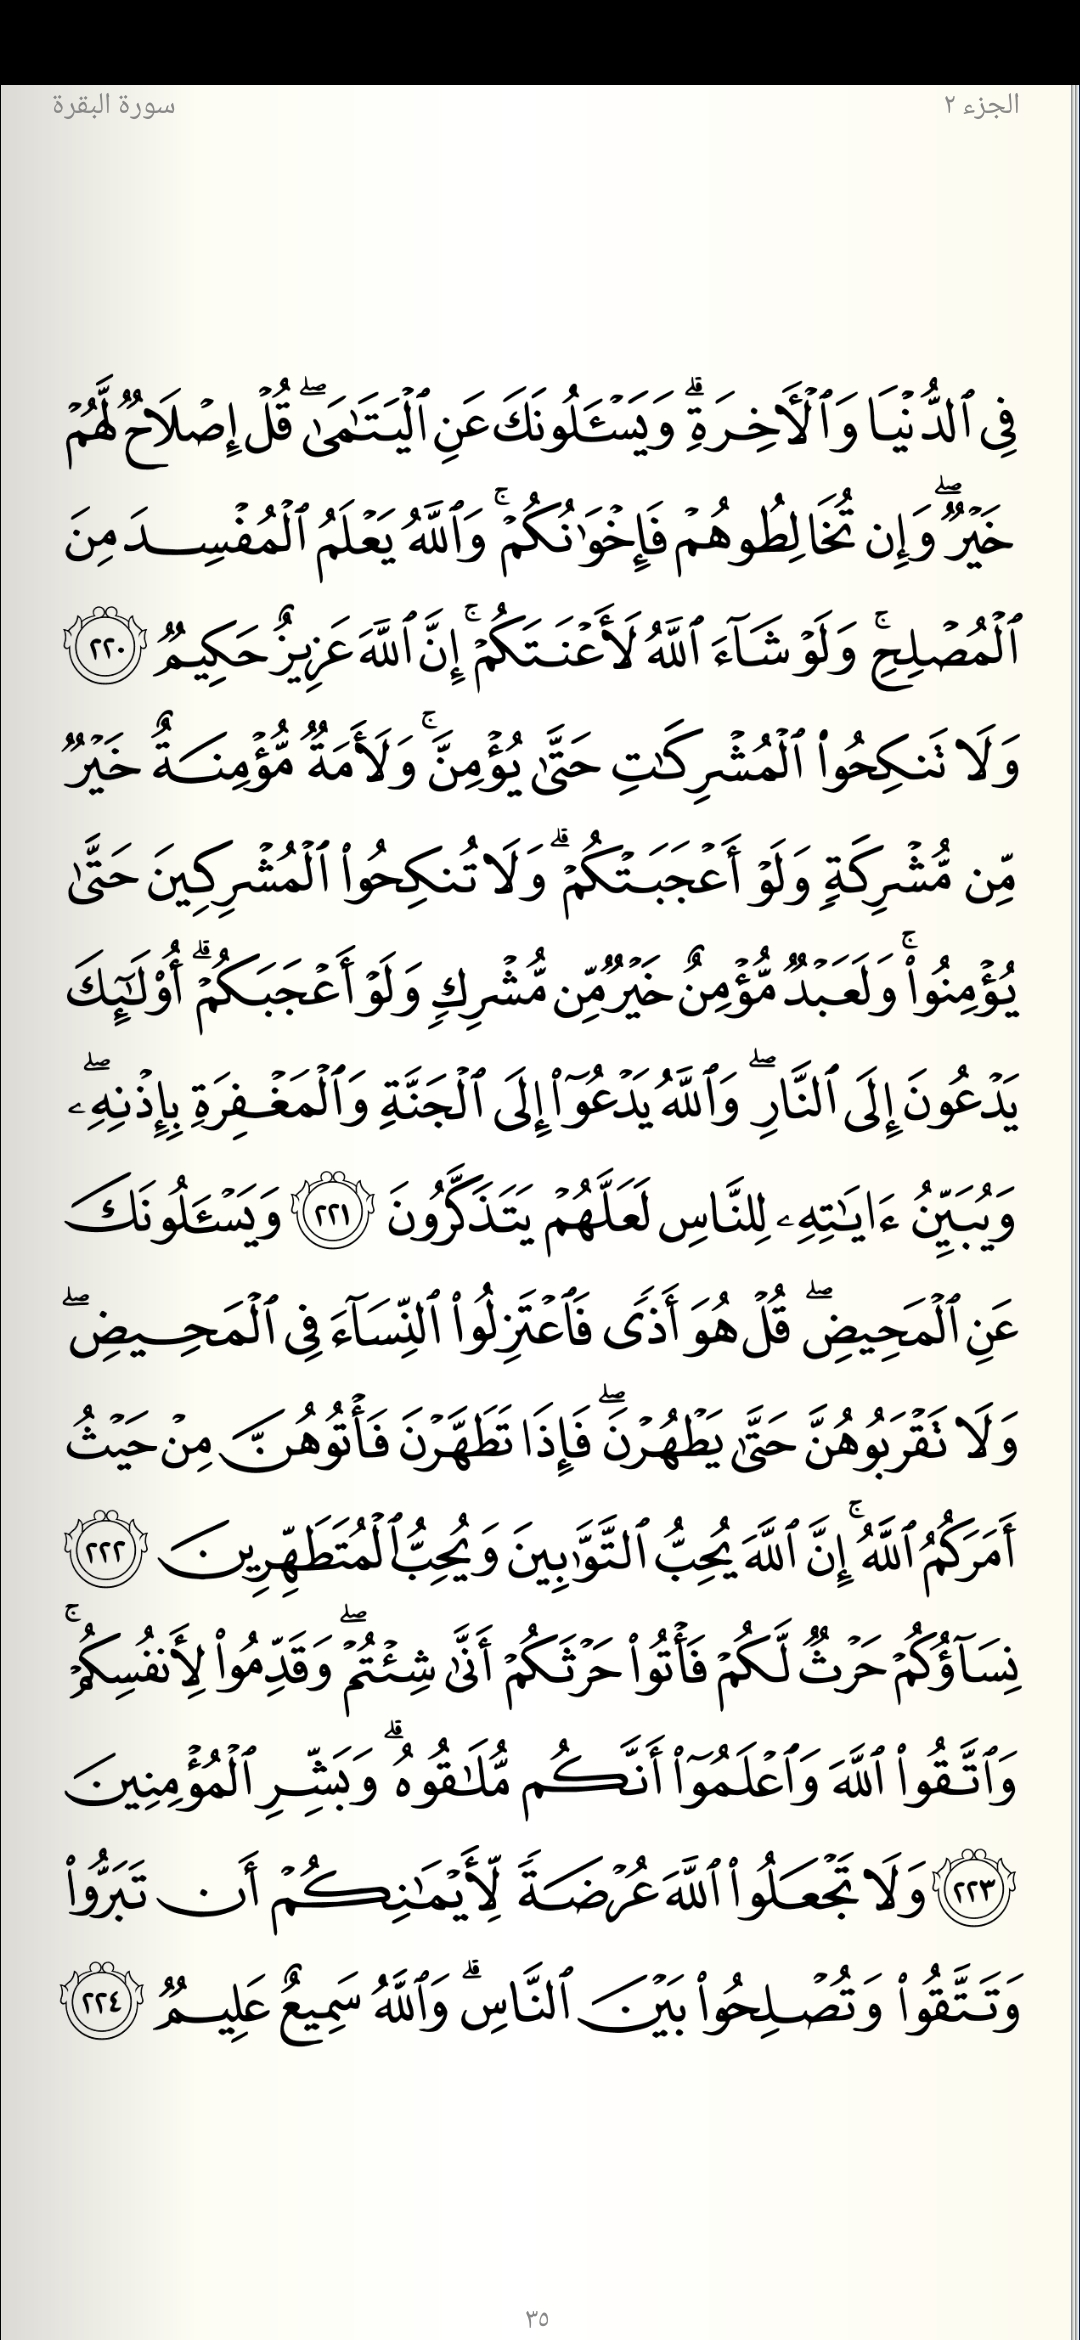 الجزء ٢
سورة البقرة
فِى ٱلدُّنۡيَا وَٱلۡأَخِرَةِۗ وَيَسۡـَٔلُونَكَ عَنِ ٱلۡيَتَٰمَىٰۖ قُلۡ إِصۡلَاحٌ لَّهُمۡ
خَيۡرٌۖ وَإِن تُخَالِطُوهُمۡ فَإِخۡوَٰنُكُمۡۚ وَٱللَّهُ يَعۡلَمُ ٱلۡمُفۡسِدَ مِنَ
ٱلۡمُصۡلِحِۚ وَلَوۡ شَآءَ ٱللَّهُ لَأَعۡنَتَكُمۡۚ إِنَّ ٱللَّهَ عَزِيزٌ حَكِيمٌ ٢٢٠
وَلَا تَنكِحُواْ ٱلۡمُشۡرِكَٰتِ حَتَّىٰ يُؤۡمِنَّۚ وَلَأَمَةٌ مُّؤۡمِنَةٌ خَيۡرٌ
مِّن مُّشۡرِكَةٍ وَلَوۡ أَعۡجَبَتۡكُمۡۗ وَلَا تُنكِحُواْ ٱلۡمُشۡرِكِينَ حَتَّىٰ
يُؤۡمِنُواْۚ وَلَعَبۡدٌ مُّؤۡمِنٌ خَيۡرٌ مِّن مُّشۡرِكٍ وَلَوۡ أَعۡجَبَكُمۡۗ أُوْلَٰٓئِكَ
يَدۡعُونَ إِلَى ٱلنَّارِۖ وَٱللَّهُ يَدۡعُوٓاْ إِلَى ٱلۡجَنَّةِ وَٱلۡمَغۡفِرَةِ بِإِذۡنِهِۦۖ
وَيُبَيِّنُ ءَايَٰتِهِۦ لِلنَّاسِ لَعَلَّهُمۡ يَتَذَكَّرُونَ ٢٢١ وَيَسۡـَٔلُونَكَ
عَنِ ٱلۡمَحِيضِۖ قُلۡ هُوَ أَذًى فَٱعۡتَزِلُواْ ٱلنِّسَآءَ فِى ٱلۡمَحِيضِۖ
وَلَا تَقۡرَبُوهُنَّ حَتَّىٰ يَطۡهُرۡنَۖ فَإِذَا تَطَهَّرۡنَ فَأۡتُوهُنَّ مِنۡ حَيۡثُ
أَمَرَكُمُ ٱللَّهُۚ إِنَّ ٱللَّهَ يُحِبُّ ٱلتَّوَّٰبِينَ وَيُحِبُّ ٱلۡمُتَطَهِّرِينَ ٢٢٢
نِسَآؤُكُمۡ حَرۡثٌ لَّكُمۡ فَأۡتُواْ حَرۡثَكُمۡ أَنَّىٰ شِئۡتُمۡۖ وَقَدِّمُواْ لِأَنفُسِكُمۡۚ
وَٱتَّقُواْ ٱللَّهَ وَٱعۡلَمُوٓاْ أَنَّكُم مُّلَٰقُوهُۗ وَبَشِّرِ ٱلۡمُؤۡمِنِينَ
٢٢٣ وَلَا تَجۡعَلُواْ ٱللَّهَ عُرۡضَةً لِّأَيۡمَٰنِكُمۡ أَن تَبَرُّواْ
وَتَتَّقُواْ وَتُصۡلِحُواْ بَيۡنَ ٱلنَّاسِۗ وَٱللَّهُ سَمِيعٌ عَلِيمٌ ٢٢٤
٣٥